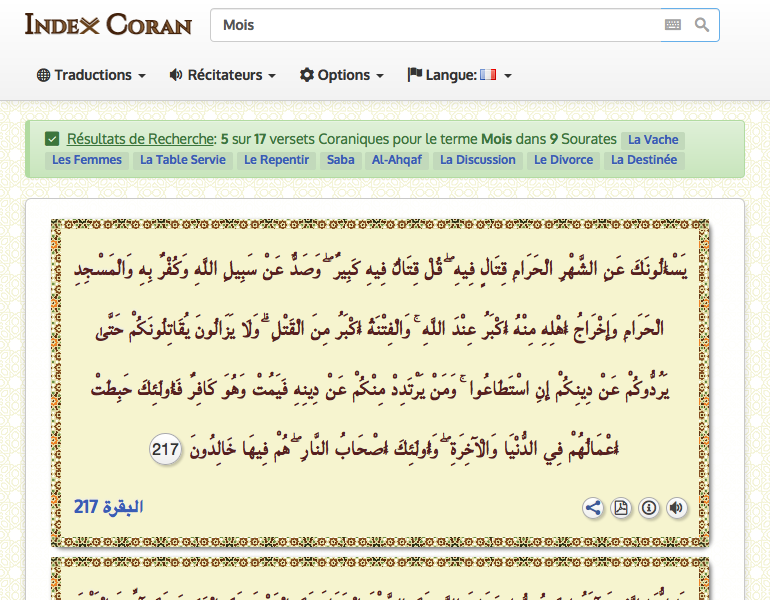 INDEX CORAN
Mois
Traductions
Récitateurs
Options
Langue:
Résultats de Recherche: 5 sur 17 versets Coraniques pour le terme Mois dans 9 Sourates La Vache
Les Femmes La Table Servie Le Repentir Saba Al-Ahqaf La Discussion Le Divorce La Destinée
يَسْأَلُونَكَ عَنِ الشَّهْرِ الْحَرَامِ قِتَالٍ فِيهِ ۖ قُلْ قِتَالٌ فِيهِ كَبِيرٌ ۖ وَصَدٌّ عَنْ سَبِيلِ اللَّهِ وَكُفْرٌ بِهِ وَالْمَسْجِدِ
الْحَرَامِ وَإِخْرَاجُ أَهْلِهِ مِنْهُ أَكْبَرُ عِنْدَ اللَّهِ ۚ وَالْفِتْنَةُ أَكْبَرُ مِنَ الْقَتْلِ ۗ وَلَا يَزَالُونَ يُقَاتِلُونَكُمْ حَتَّىٰ
يَرُدُّوكُمْ عَنْ دِينِكُمْ إِنِ اسْتَطَاعُوا ۚ وَمَنْ يَرْتَدِدْ مِنْكُمْ عَنْ دِينِهِ فَيَمُتْ وَهُوَ كَافِرٌ فَأُولَٰئِكَ حَبِطَتْ
أَعْمَالُهُمْ فِي الدُّنْيَا وَالْآخِرَةِ ۖ وَأُولَٰئِكَ أَصْحَابُ النَّارِ ۖ هُمْ فِيهَا خَالِدُونَ 217
البقرة 217